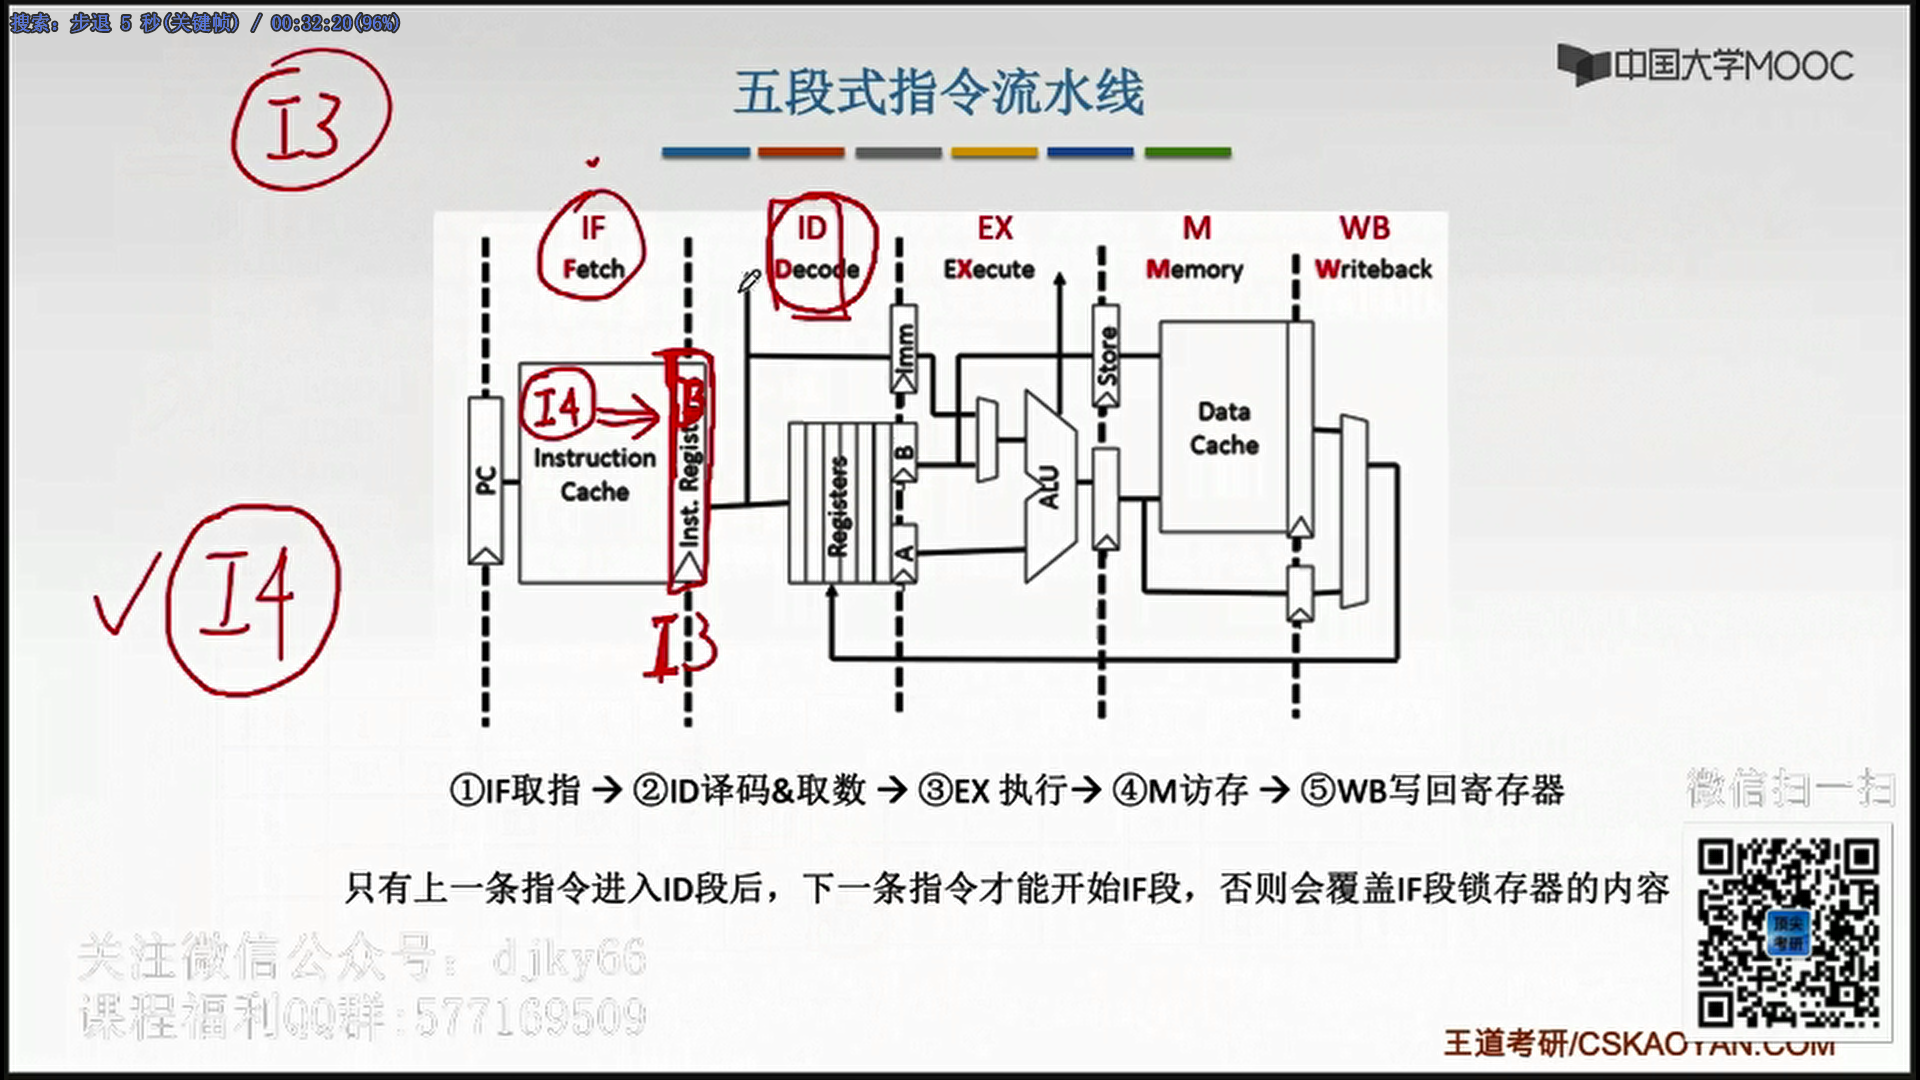 搜索: 步退 5 秒(关键帧) / 00:32:20(96%)
中国大学MOOC
五段式指令流水线
I3
IF
ID
EX
M
WB
Fetch
Decode
EXecute
Memory
Writeback
Imm
Store
I4
Instruction
Cache
Inst. Regist
PC
Registers
B
A
ALU
Data
Cache
I4
I3
①IF取指 → ②ID译码&取数 → ③EX 执行→ ④M访存 → ⑤WB写回寄存器
微信扫一扫
只有上一条指令进入ID段后，下一条指令才能开始IF段，否则会覆盖IF段锁存器的内容
顶尖
考研
关注微信公众号: djky66
课程福利QQ群:577169509
王道考研/CSKAOYAN.COM